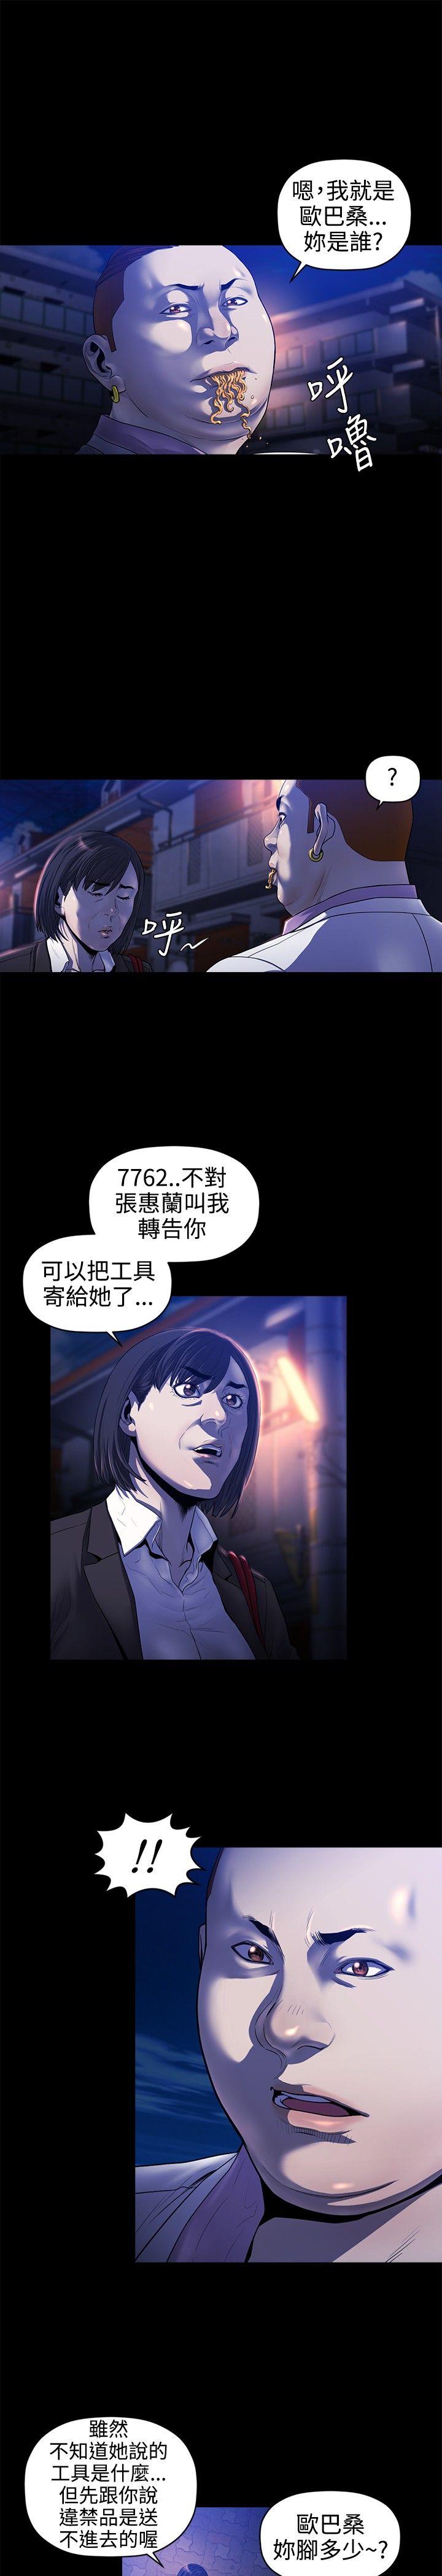 嗯,我就是
歐巴桑...
妳是誰?
呼
嚕
?
呼~
7762..不對
張惠蘭叫我
轉告你
可以把工具
寄給她了...
!!
雖然
不知道她說的
工具是什麼...
但先跟你說
違禁品是送
不進去的喔
歐巴桑
妳腳多少~?